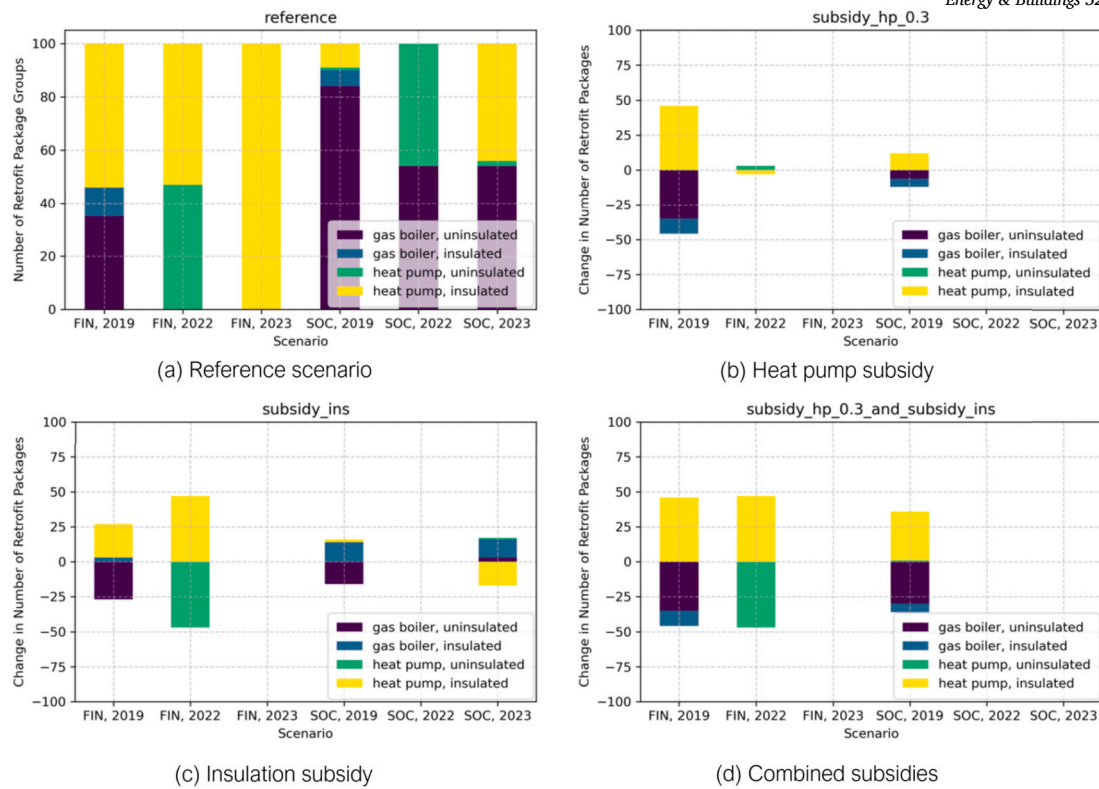 Energy & Buildings 32
reference
Number of Retrofit Package Groups
100
80
60
40
20
0
FIN, 2019 FIN, 2022 FIN, 2023 SOC, 2019 SOC, 2022 SOC, 2023
Scenario
gas boiler, uninsulated
gas boiler, insulated
heat pump, uninsulated
heat pump, insulated
(a) Reference scenario
subsidy_hp_0.3
Change in Number of Retrofit Packages
100
75
50
25
0
−25
−50
−75
−100
gas boiler, uninsulated
gas boiler, insulated
heat pump, uninsulated
heat pump, insulated
FIN, 2019 FIN, 2022 FIN, 2023 SOC, 2019 SOC, 2022 SOC, 2023
Scenario
(b) Heat pump subsidy
subsidy_ins
Change in Number of Retrofit Packages
100
75
50
25
0
−25
−50
−75
−100
gas boiler, uninsulated
gas boiler, insulated
heat pump, uninsulated
heat pump, insulated
FIN, 2019 FIN, 2022 FIN, 2023 SOC, 2019 SOC, 2022 SOC, 2023
Scenario
(c) Insulation subsidy
subsidy_hp_0.3_and_subsidy_ins
Change in Number of Retrofit Packages
100
75
50
25
0
−25
−50
−75
−100
gas boiler, uninsulated
gas boiler, insulated
heat pump, uninsulated
heat pump, insulated
FIN, 2019 FIN, 2022 FIN, 2023 SOC, 2019 SOC, 2022 SOC, 2023
Scenario
(d) Combined subsidies